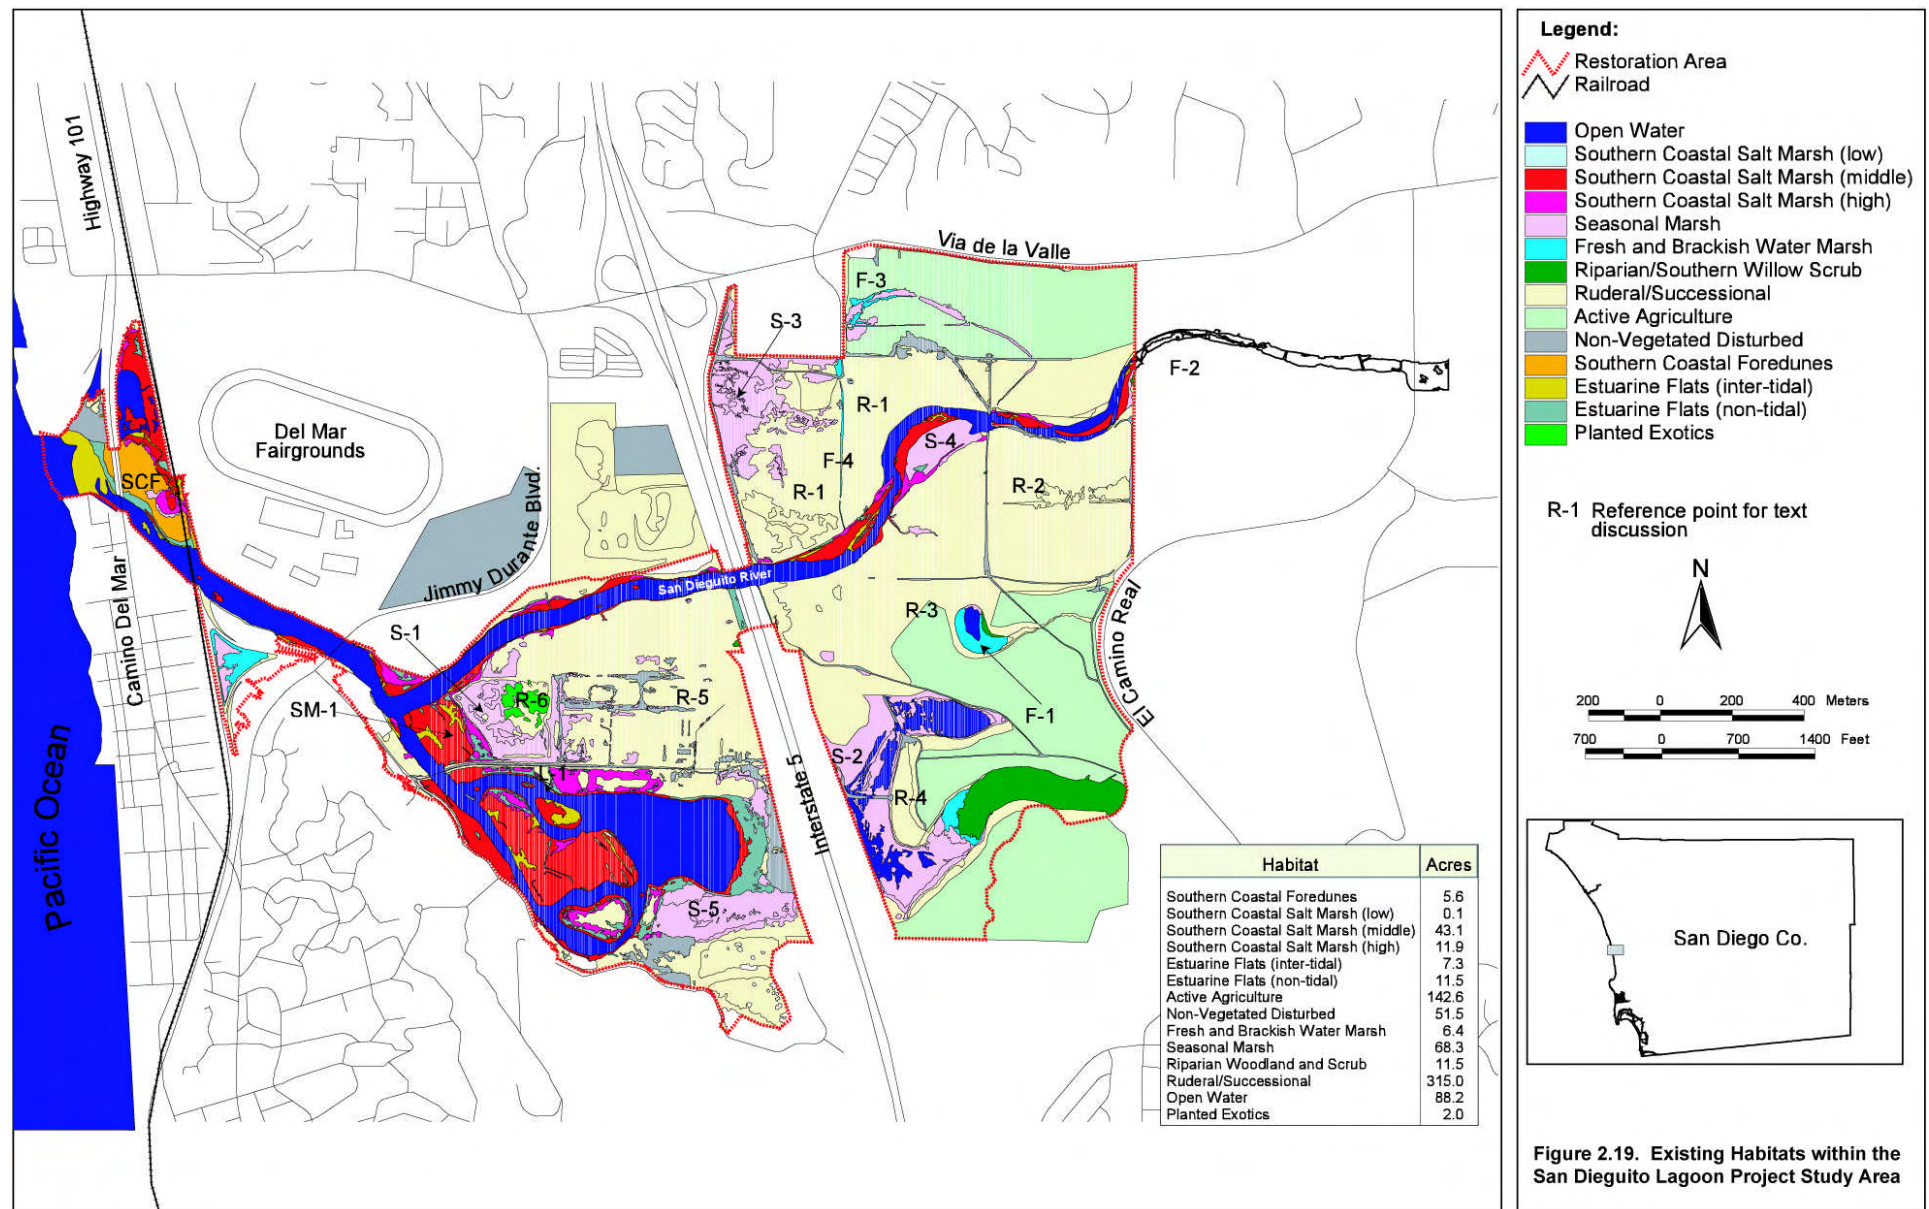 Legend:
Restoration Area
Railroad
Open Water
Southern Coastal Salt Marsh (low)
Southern Coastal Salt Marsh (middle)
Southern Coastal Salt Marsh (high)
Seasonal Marsh
Fresh and Brackish Water Marsh
Riparian/Southern Willow Scrub
Ruderal/Successional
Active Agriculture
Non-Vegetated Disturbed
Southern Coastal Foredunes
Estuarine Flats (inter-tidal)
Estuarine Flats (non-tidal)
Planted Exotics
R-1 Reference point for text
discussion
N
200 0 200 400 Meters
700 0 700 1400 Feet
San Diego Co.
Figure 2.19. Existing Habitats within the
San Dieguito Lagoon Project Study Area
Highway 101
Via de la Valle
F-3
S-3
F-2
R-1
Del Mar
Fairgrounds
S-4
F-4
SCF
R-1
R-2
Jimmy Durante Blvd.
San Dieguito River
Camino Del Mar
R-3
El Camino Real
S-1
R-6
R-5
SM-1
F-1
S-2
Pacific Ocean
Interstate 5
R-4
S-5
Habitat Acres
Southern Coastal Foredunes 5.6
Southern Coastal Salt Marsh (low) 0.1
Southern Coastal Salt Marsh (middle) 43.1
Southern Coastal Salt Marsh (high) 11.9
Estuarine Flats (inter-tidal) 7.3
Estuarine Flats (non-tidal) 11.5
Active Agriculture 142.6
Non-Vegetated Disturbed 51.5
Fresh and Brackish Water Marsh 6.4
Seasonal Marsh 68.3
Riparian Woodland and Scrub 11.5
Ruderal/Successional 315.0
Open Water 88.2
Planted Exotics 2.0